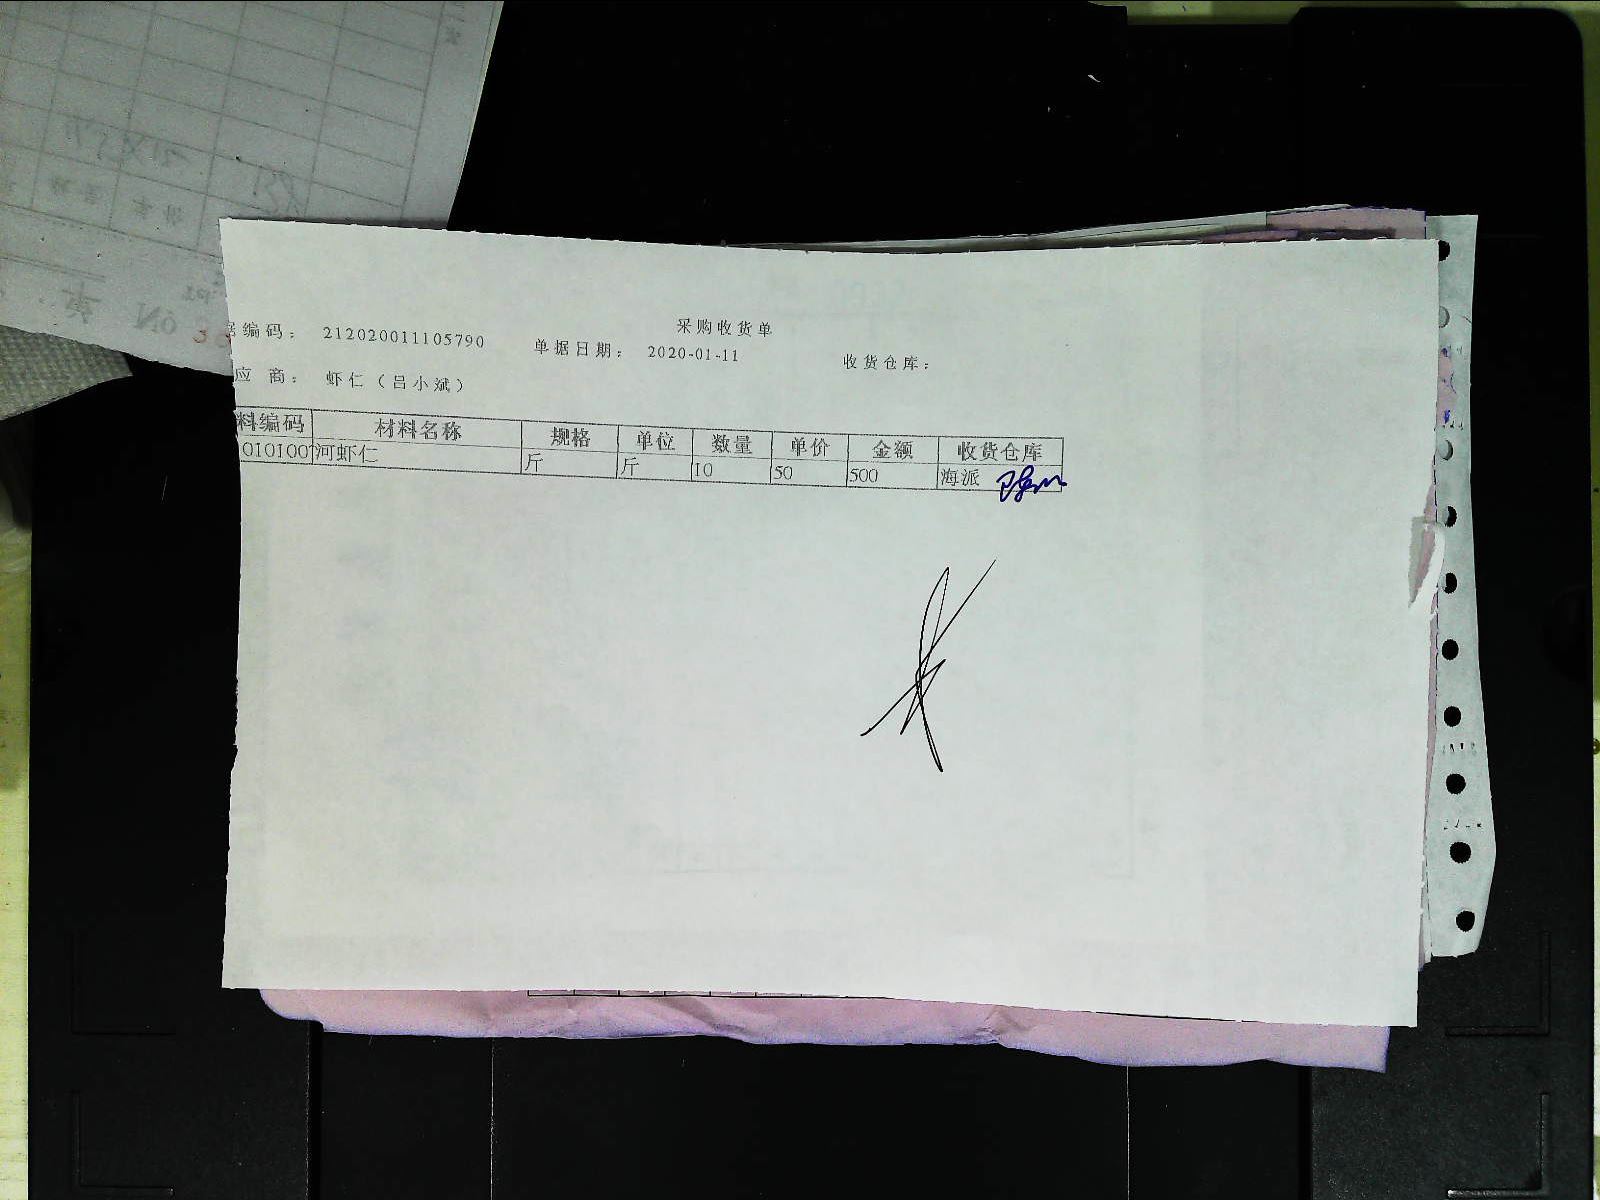 采购收货单
据编码： 212020011105790 单据日期： 2020-01-11 收货仓库：
应 商： 虾仁（吕小斌）
料编码 材料名称 规格 单位 数量 单价 金额 收货仓库
010100 河虾仁 斤 斤 10 50 500 海派